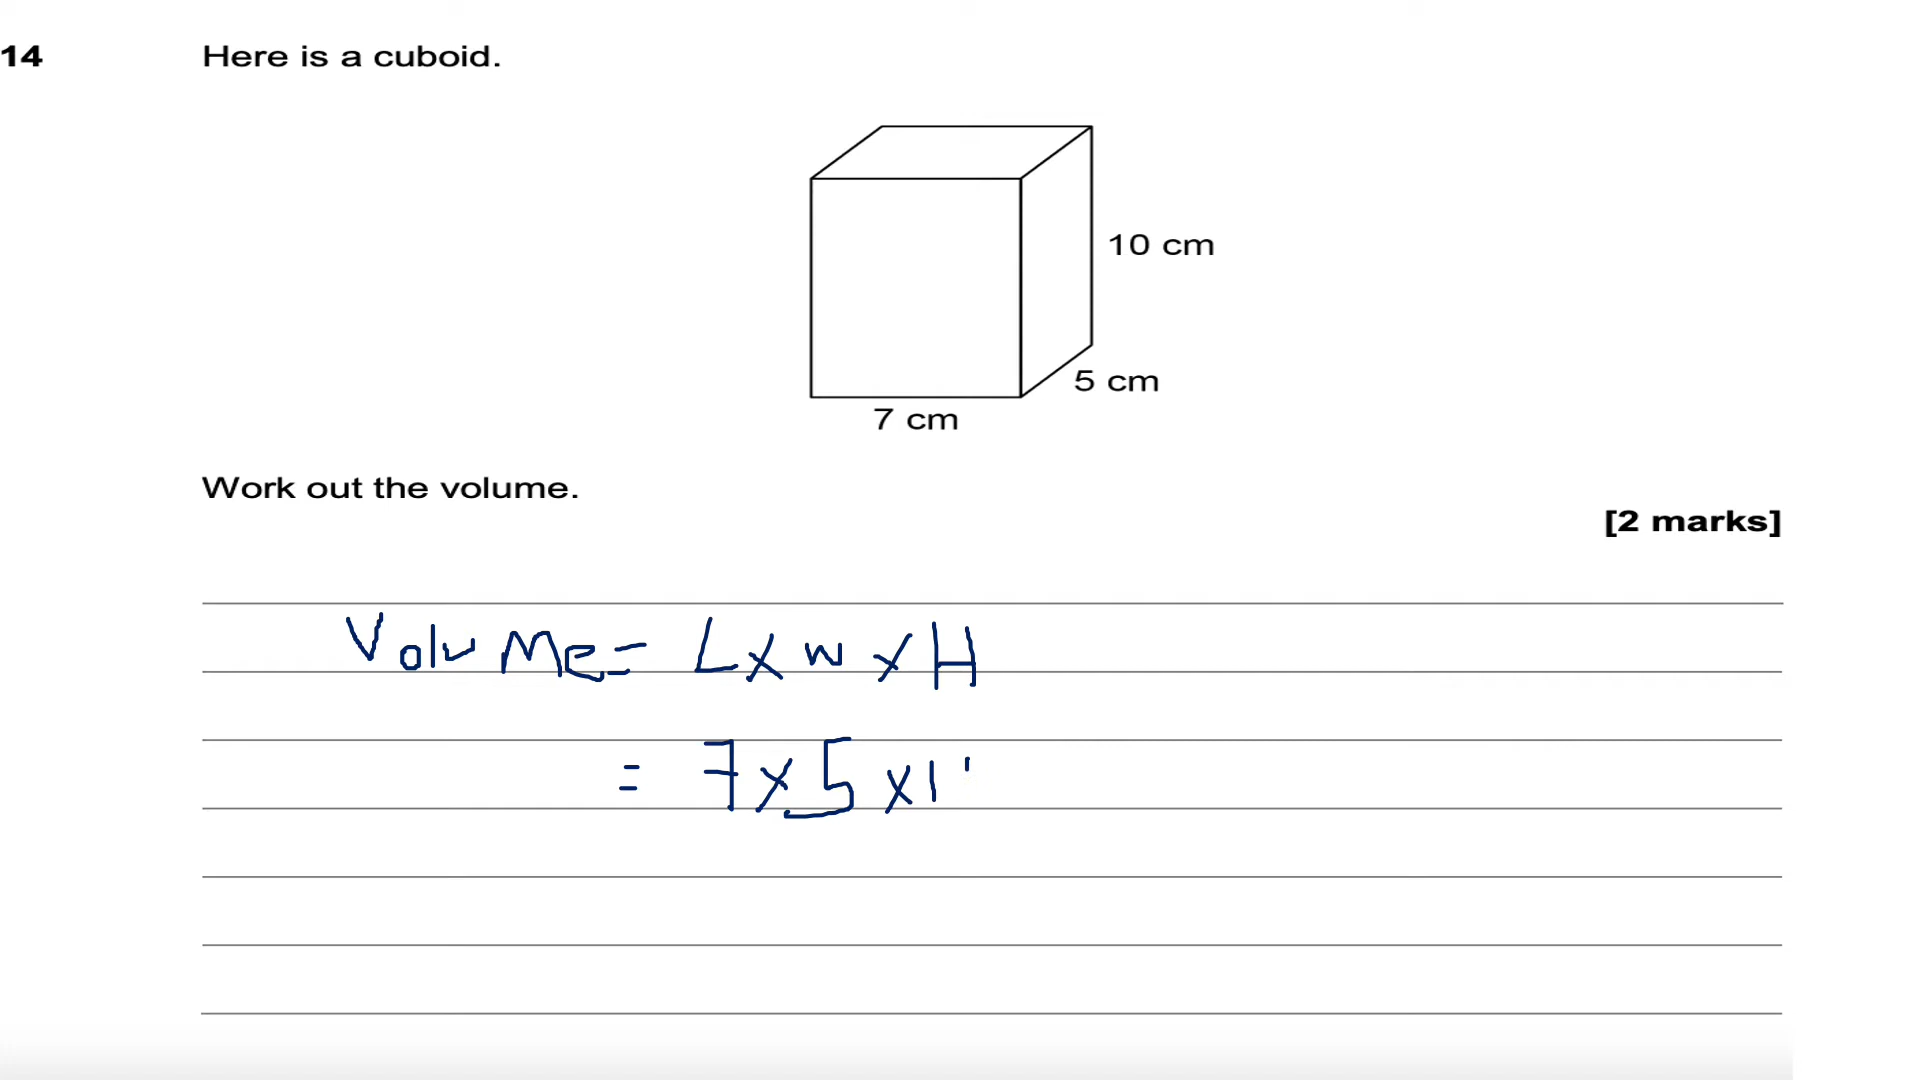 14 Here is a cuboid.
10 cm
5 cm
7 cm
Work out the volume.
[2 marks]
Volume = L x w x H
= 7 x 5 x 1